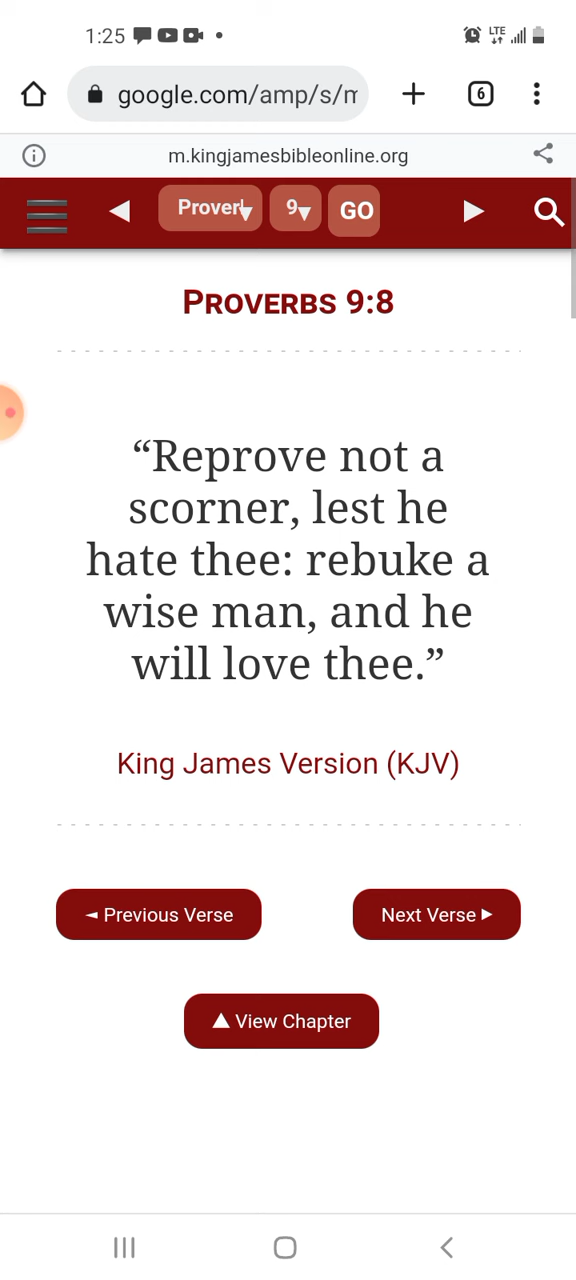 1:25
LTE
google.com/amp/s/m
6
m.kingjamesbibleonline.org
Prover
9
GO
PROVERBS 9:8
“Reprove not a
scorner, lest he
hate thee: rebuke a
wise man, and he
will love thee.”
King James Version (KJV)
◄ Previous Verse
Next Verse ►
▲ View Chapter